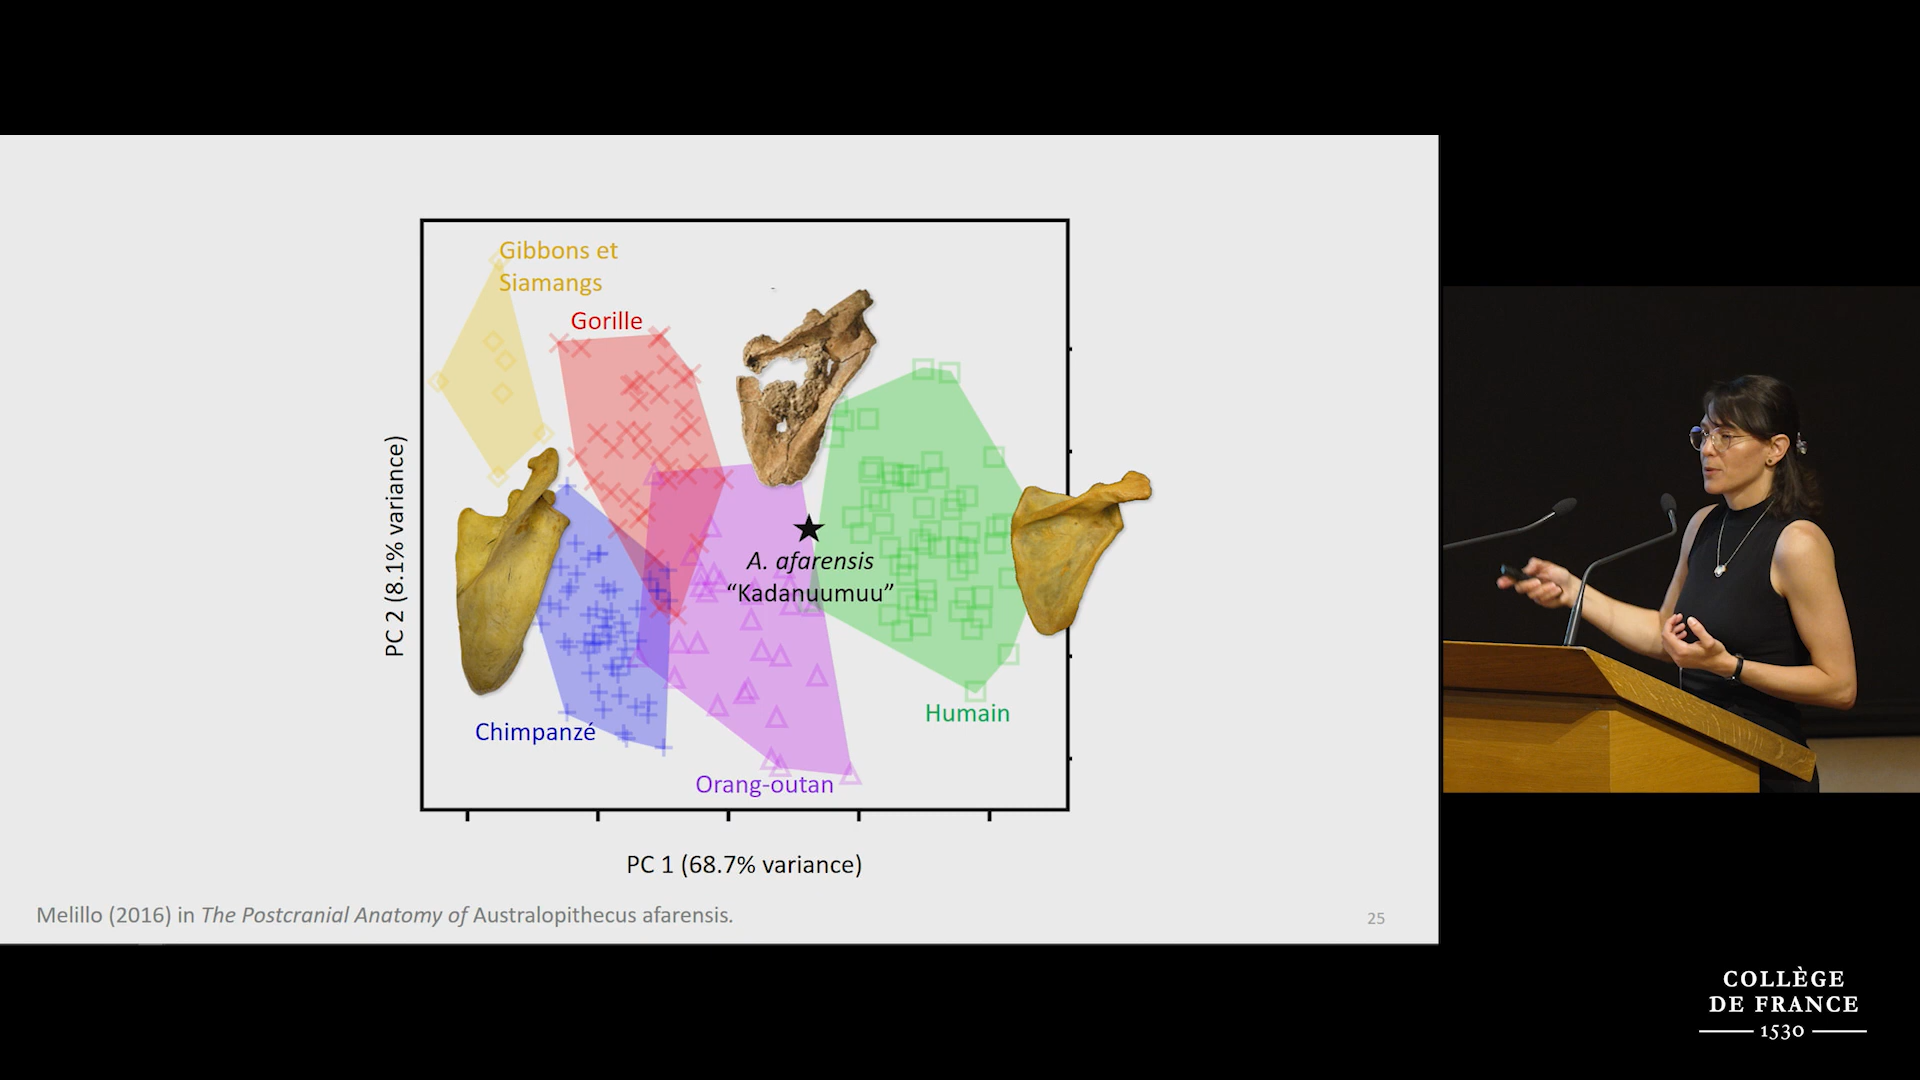 Gibbons et
Siamangs
Gorille
A. afarensis
“Kadanuumuu”
Humain
Chimpanzé
Orang-outan
PC 2 (8.1% variance)
PC 1 (68.7% variance)
Melillo (2016) in The Postcranial Anatomy of Australopithecus afarensis.
25
COLLÈGE
DE FRANCE
1530